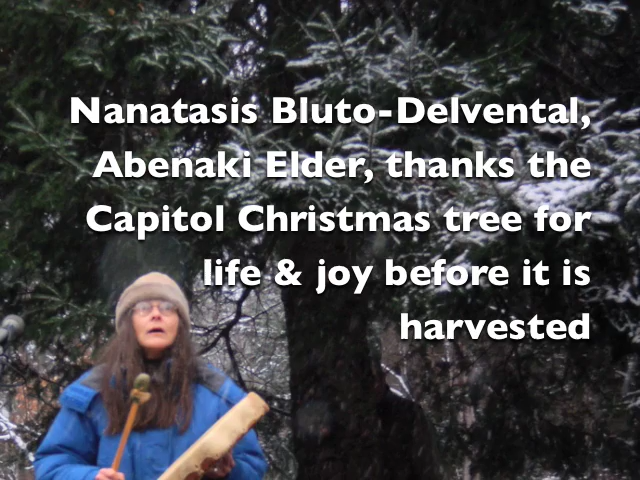 Nanatasis Bluto-Delvental,
Abenaki Elder, thanks the
Capitol Christmas tree for
life & joy before it is
harvested